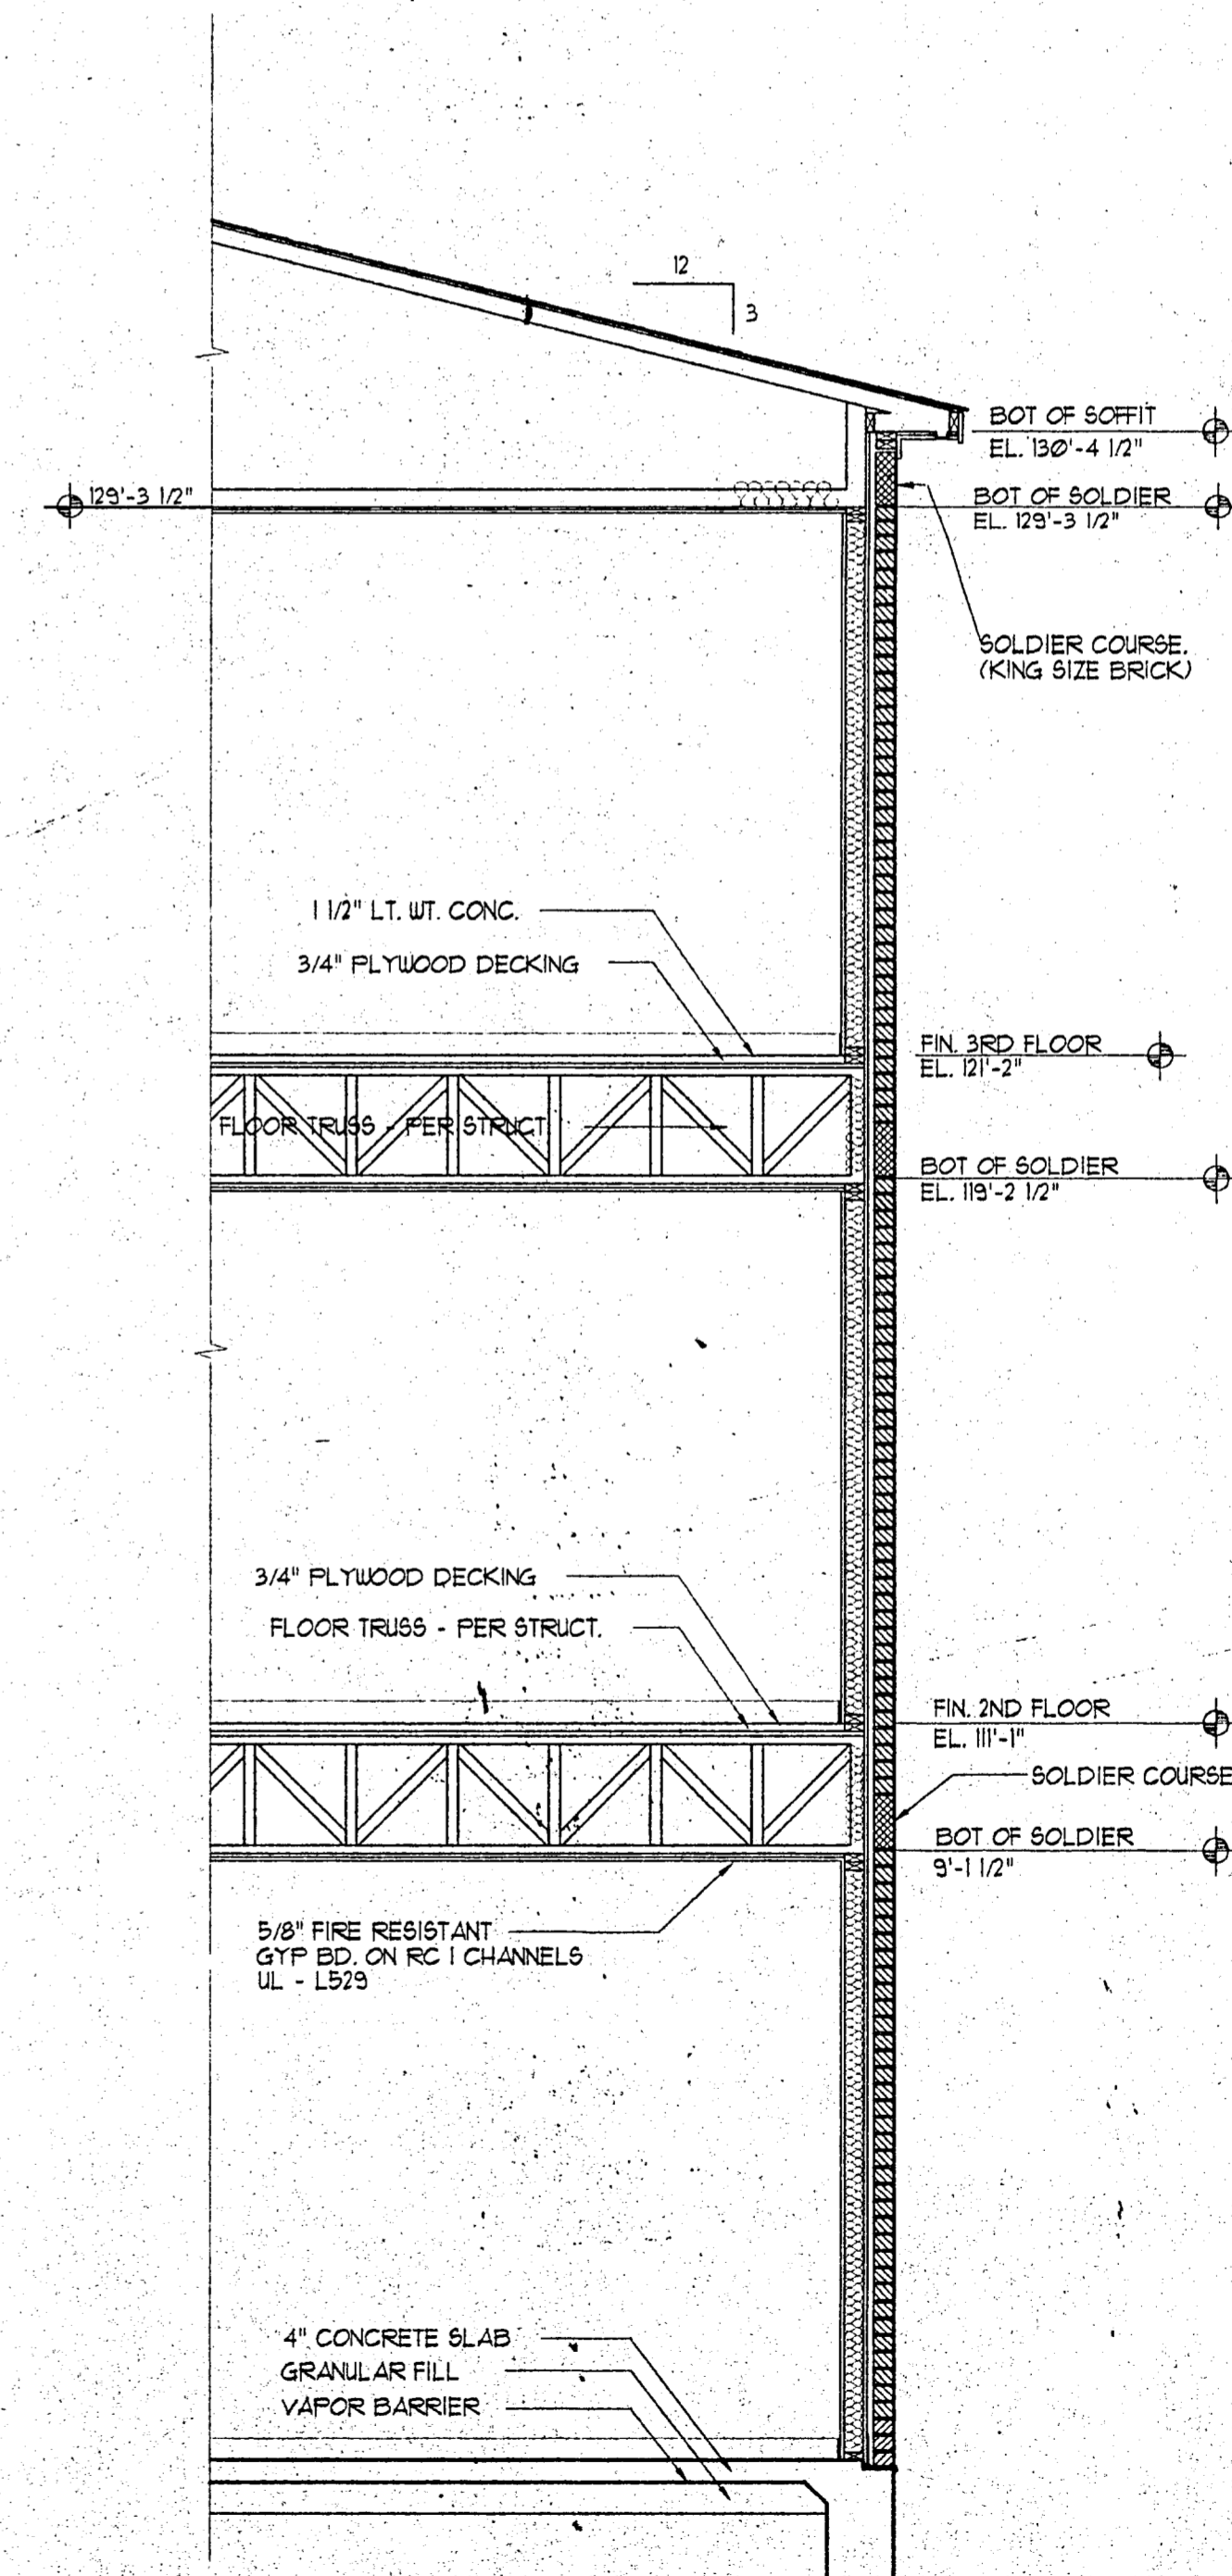 12
3
BOT OF SOFFIT
EL. 130'-4 1/2"
129'-3 1/2"
BOT OF SOLDIER
EL. 129'-3 1/2"
SOLDIER COURSE.
(KING SIZE BRICK)
1 1/2" LT. WT. CONC.
3/4" PLYWOOD DECKING
FIN. 3RD FLOOR
EL. 121'-2"
FLOOR TRUSS - PER STRUCT.
BOT OF SOLDIER
EL. 119'-2 1/2"
3/4" PLYWOOD DECKING
FLOOR TRUSS - PER STRUCT.
FIN. 2ND FLOOR
EL. 111'-1"
SOLDIER COURSE
BOT OF SOLDIER
9'-1 1/2"
5/8" FIRE RESISTANT
GYP BD. ON RC 1 CHANNELS
UL - L529
4" CONCRETE SLAB
GRANULAR FILL
VAPOR BARRIER